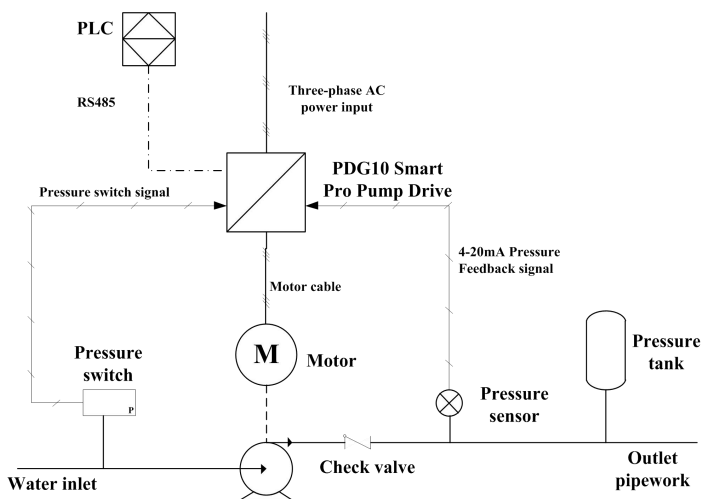 PLC
RS485
Three-phase AC
power input
PDG10 Smart
Pro Pump Drive
Pressure switch signal
4-20mA Pressure
Feedback signal
Motor cable
M
Motor
Pressure
switch
P
Pressure
sensor
Pressure
tank
Check valve
Water inlet
Outlet
pipework